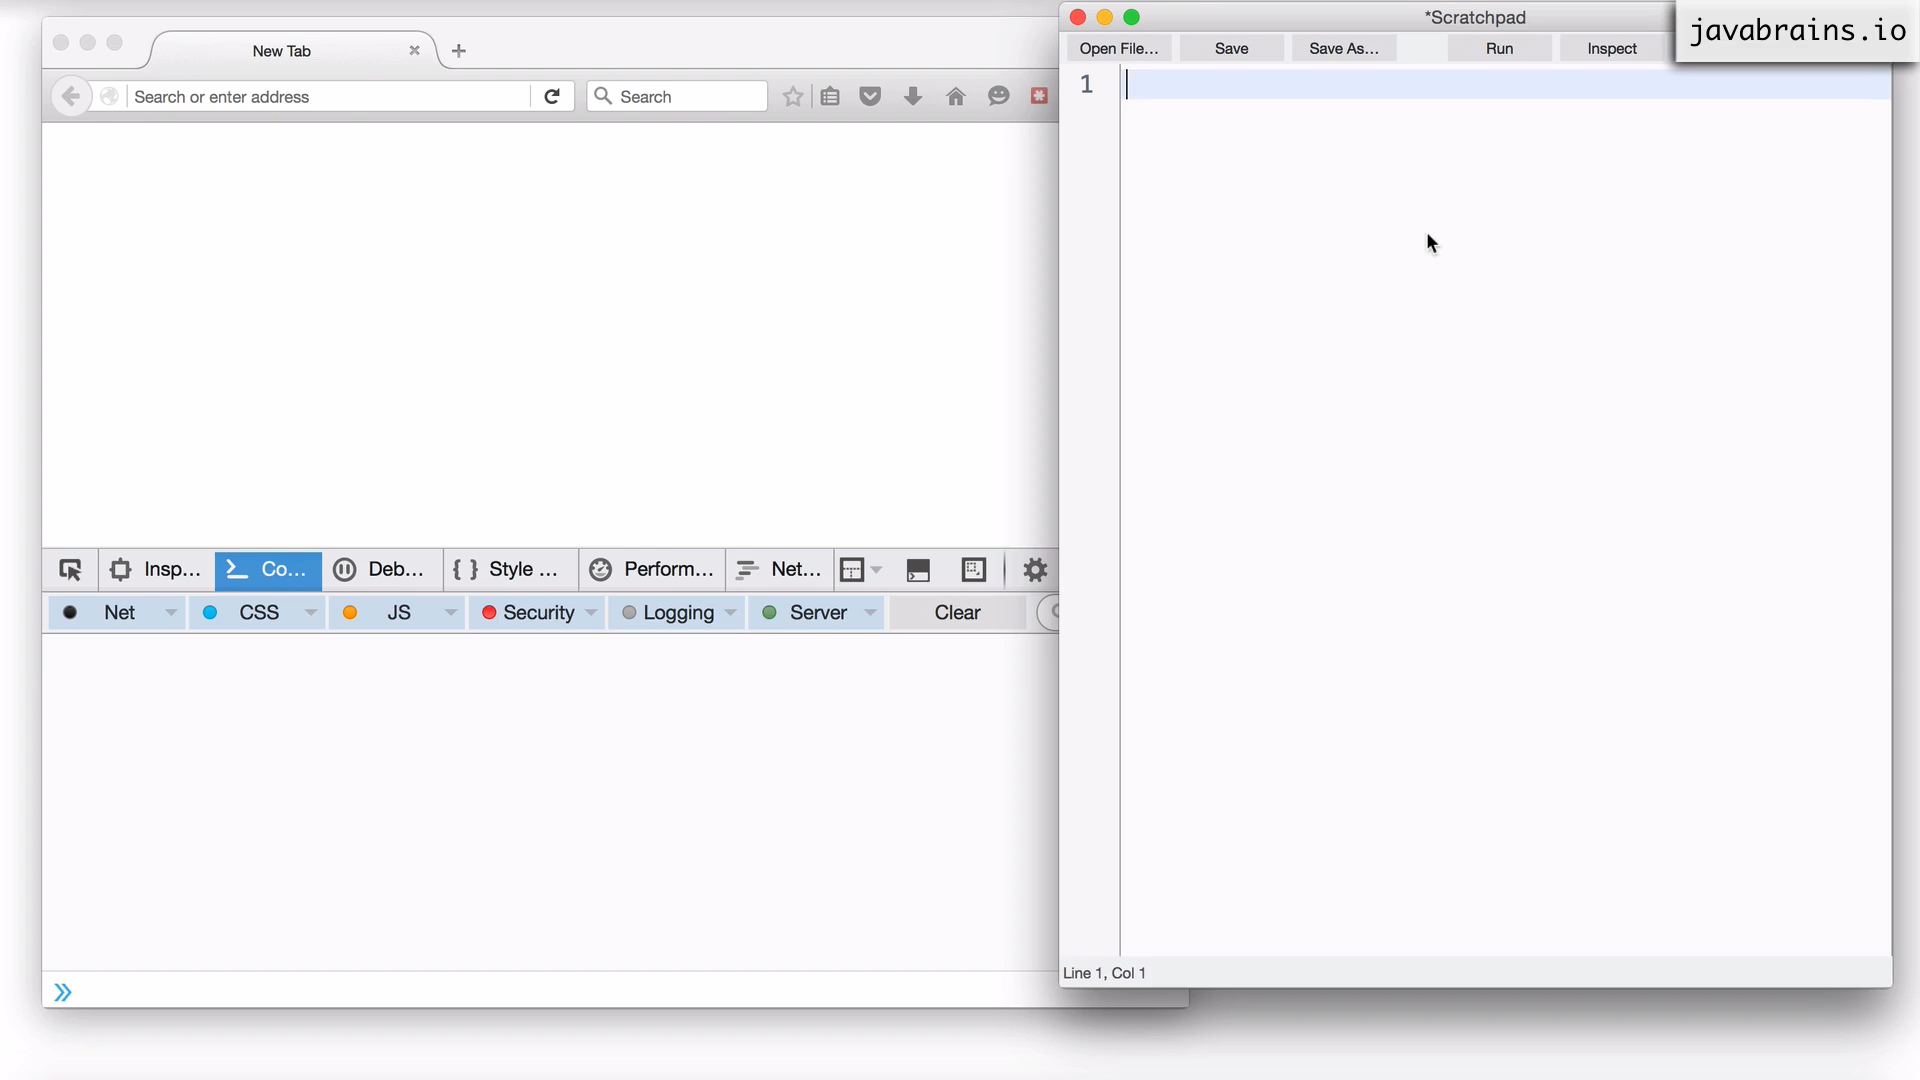 New Tab
Search or enter address
Search
Insp...
Co...
Deb...
Style ...
Perform...
Net...
Net
CSS
JS
Security
Logging
Server
Clear
*Scratchpad
javabrains.io
Open File...
Save
Save As...
Run
Inspect
1
Line 1, Col 1